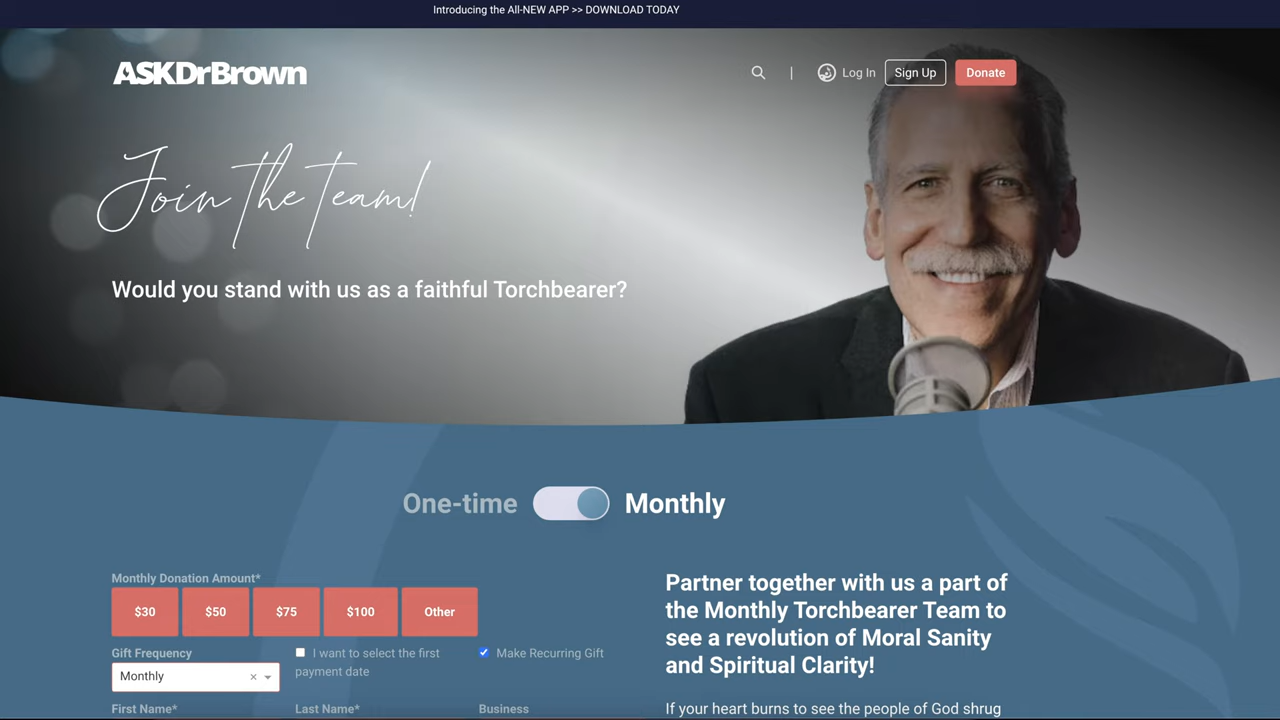 Introducing the All-NEW APP >> DOWNLOAD TODAY
ASKDrBrown
|
Log In
Sign Up
Donate
Join the team!
Would you stand with us as a faithful Torchbearer?
One-time
Monthly
Monthly Donation Amount*
$30
$50
$75
$100
Other
Gift Frequency
Monthly
×
I want to select the first
payment date
Make Recurring Gift
First Name*
Last Name*
Business
Partner together with us a part of
the Monthly Torchbearer Team to
see a revolution of Moral Sanity
and Spiritual Clarity!
If your heart burns to see the people of God shrug